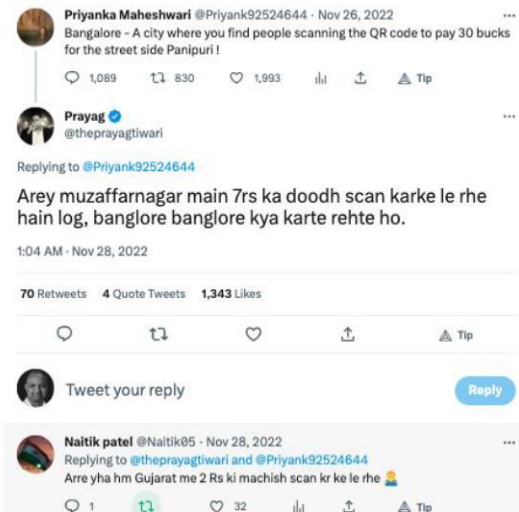 Priyanka Maheshwari @Priyank92524644 · Nov 26, 2022
Bangalore - A city where you find people scanning the QR code to pay 30 bucks
for the street side Panipuri !
1,089 830 1,993 Tip
Prayag
@theprayagtiwari
Replying to @Priyank92524644
Arey muzaffarnagar main 7rs ka doodh scan karke le rhe
hain log, banglore banglore kya karte rehte ho.
1:04 AM · Nov 28, 2022
70 Retweets 4 Quote Tweets 1,343 Likes
Tip
Tweet your reply
Reply
Naitik patel @Naitik05 · Nov 28, 2022
Replying to @theprayagtiwari and @Priyank92524644
Arre yha hm Gujarat me 2 Rs ki machish scan kr ke le rhe 🤷
1 32 Tip